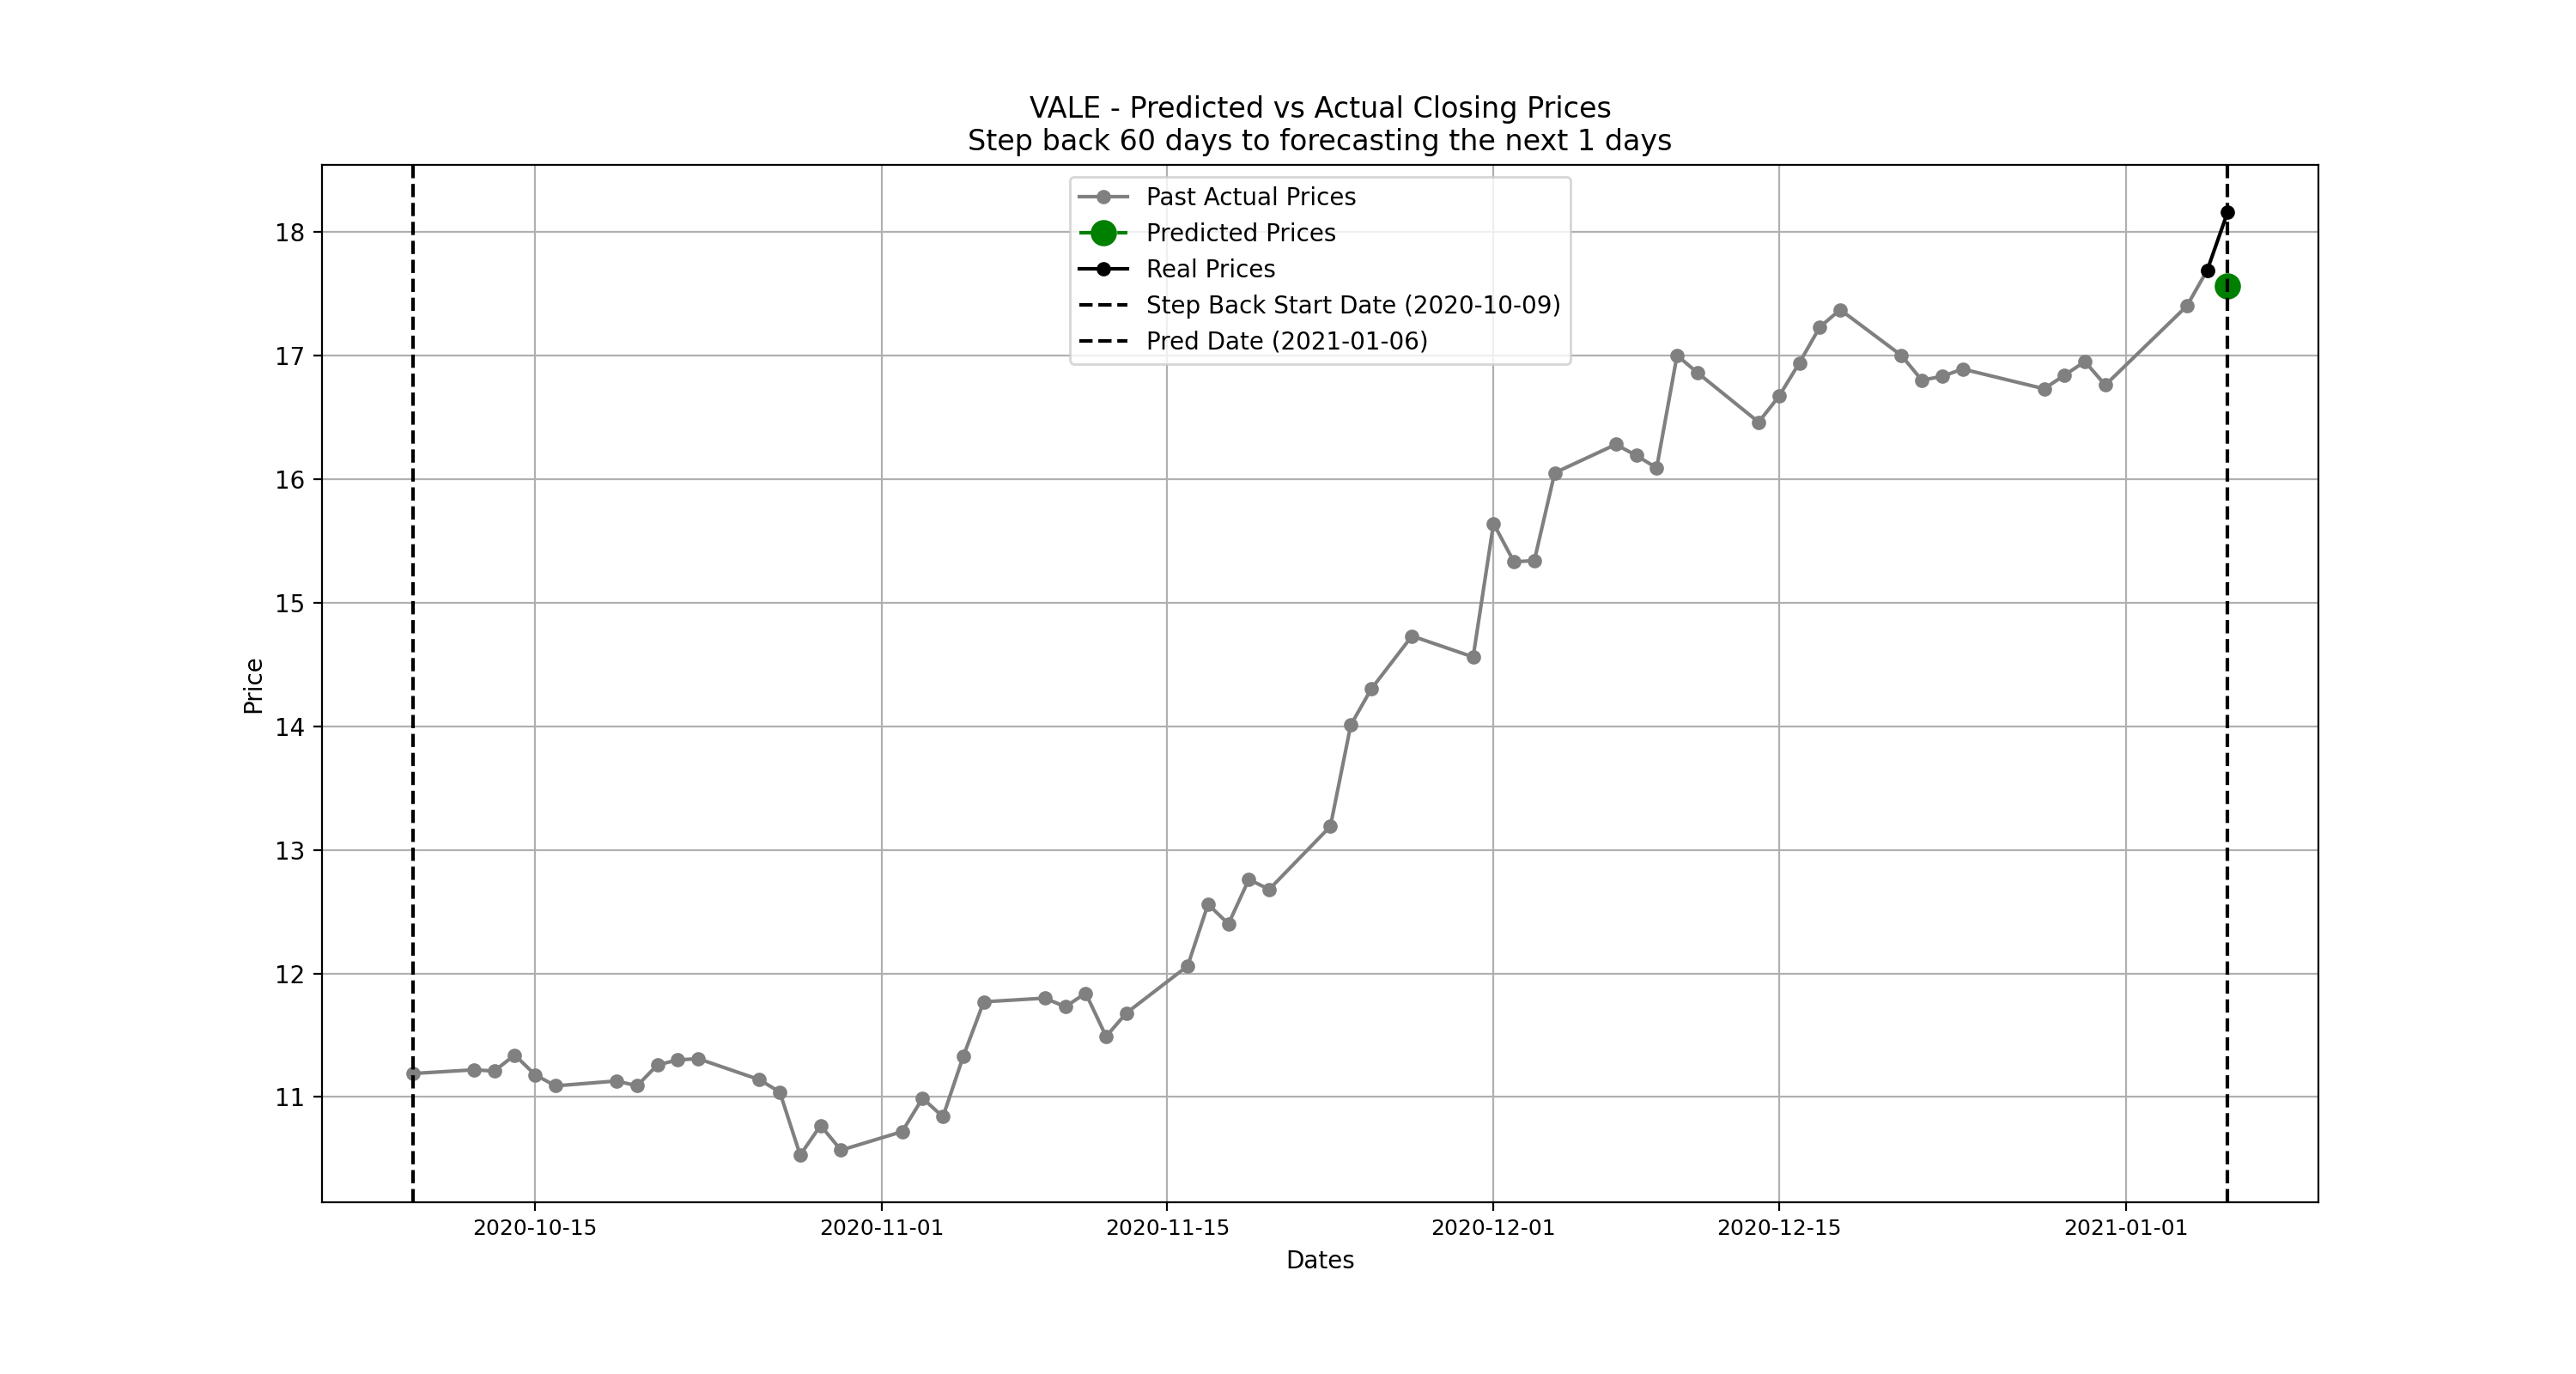 VALE - Predicted vs Actual Closing Prices
Step back 60 days to forecasting the next 1 days
Past Actual Prices
Predicted Prices
Real Prices
Step Back Start Date (2020-10-09)
Pred Date (2021-01-06)
18
17
16
15
14
13
12
11
Price
2020-10-15
2020-11-01
2020-11-15
2020-12-01
2020-12-15
2021-01-01
Dates